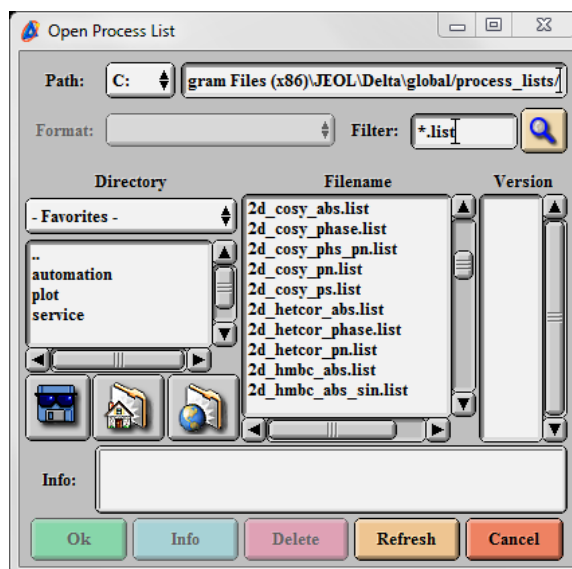 Open Process List
Path: C: gram Files (x86)\JEOL\Delta\global/process_lists/
Format: Filter: *.list
Directory Filename Version
- Favorites -
..
automation
plot
service
2d_cosy_abs.list
2d_cosy_phase.list
2d_cosy_phs_pn.list
2d_cosy_pn.list
2d_cosy_ps.list
2d_hetcor_abs.list
2d_hetcor_phase.list
2d_hetcor_pn.list
2d_hmbc_abs.list
2d_hmbc_abs_sin.list
Info:
Ok Info Delete Refresh Cancel